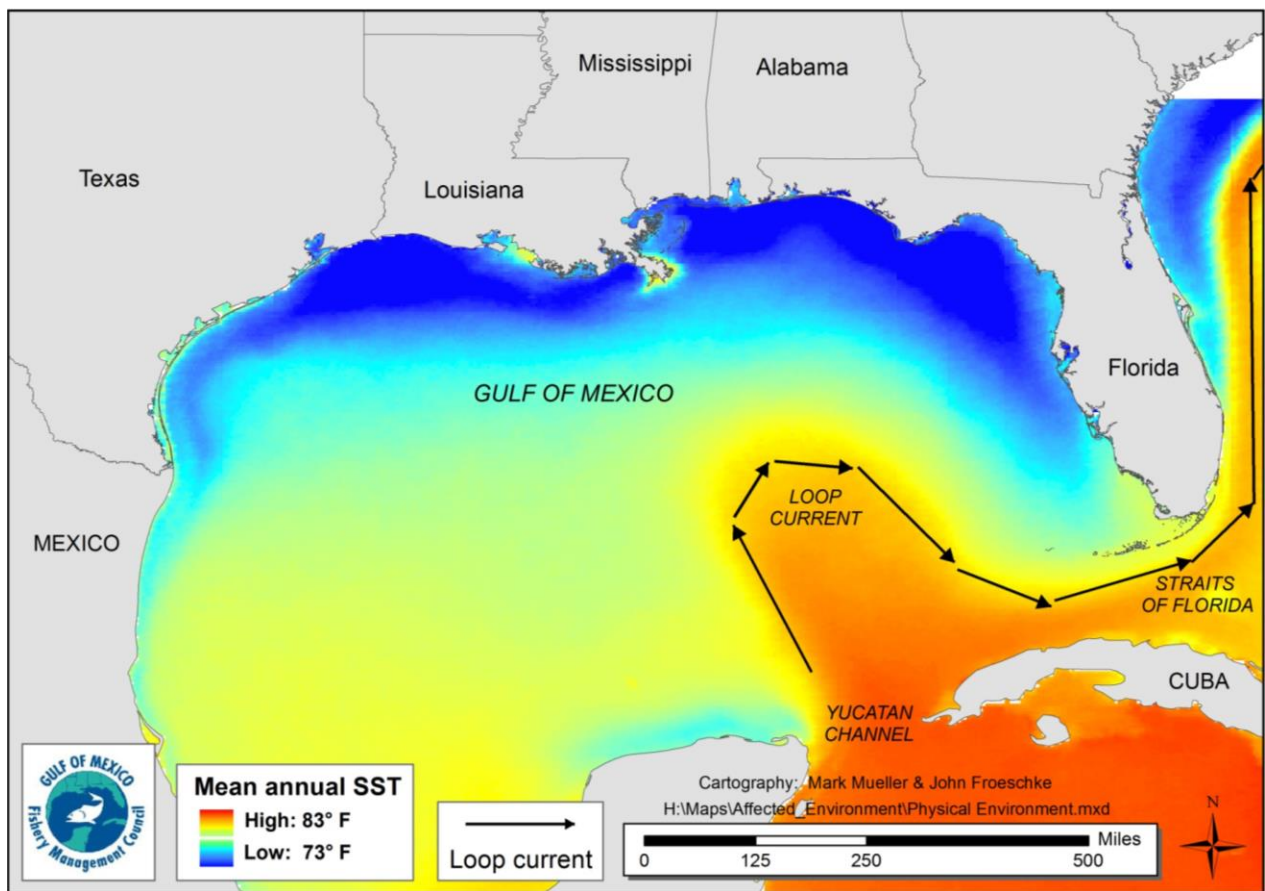 Mississippi
Alabama
Texas
Louisiana
GULF OF MEXICO
Florida
LOOP
CURRENT
MEXICO
STRAITS
OF FLORIDA
CUBA
YUCATAN
CHANNEL
GULF OF MEXICO
Fishery Management Council
Mean annual SST
High: 83° F
Low: 73° F
Loop current
Cartography: Mark Mueller & John Froeschke
H:\Maps\Affected_Environment\Physical Environment.mxd
Miles
0 125 250 500
N